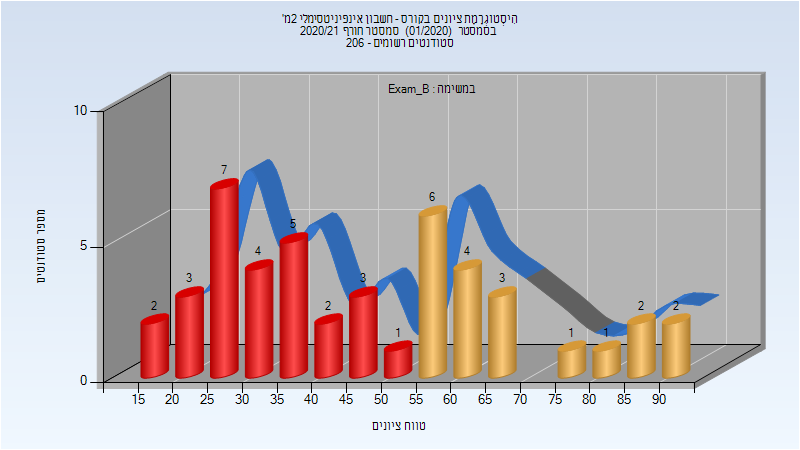 היסטוגרמת ציונים בקורס - חשבון אינפיניטסימלי 2מ'
בסמסטר (01/2020) סמסטר חורף 2020/21
סטודנטים רשומים - 206
במשימה : Exam_B
מספר סטודנטים
10
5
0
2
3
7
4
5
2
3
1
6
4
3
1
1
2
2
15 20 25 30 35 40 45 50 55 60 65 70 75 80 85 90
טווח ציונים